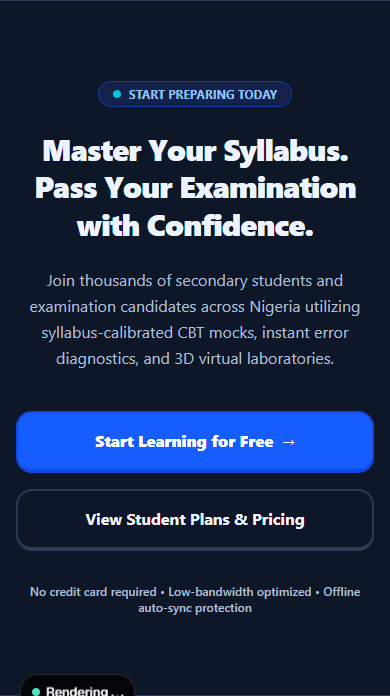 START PREPARING TODAY
Master Your Syllabus.
Pass Your Examination
with Confidence.
Join thousands of secondary students and
examination candidates across Nigeria utilizing
syllabus-calibrated CBT mocks, instant error
diagnostics, and 3D virtual laboratories.
Start Learning for Free →
View Student Plans & Pricing
No credit card required • Low-bandwidth optimized • Offline
auto-sync protection
Rendering ...